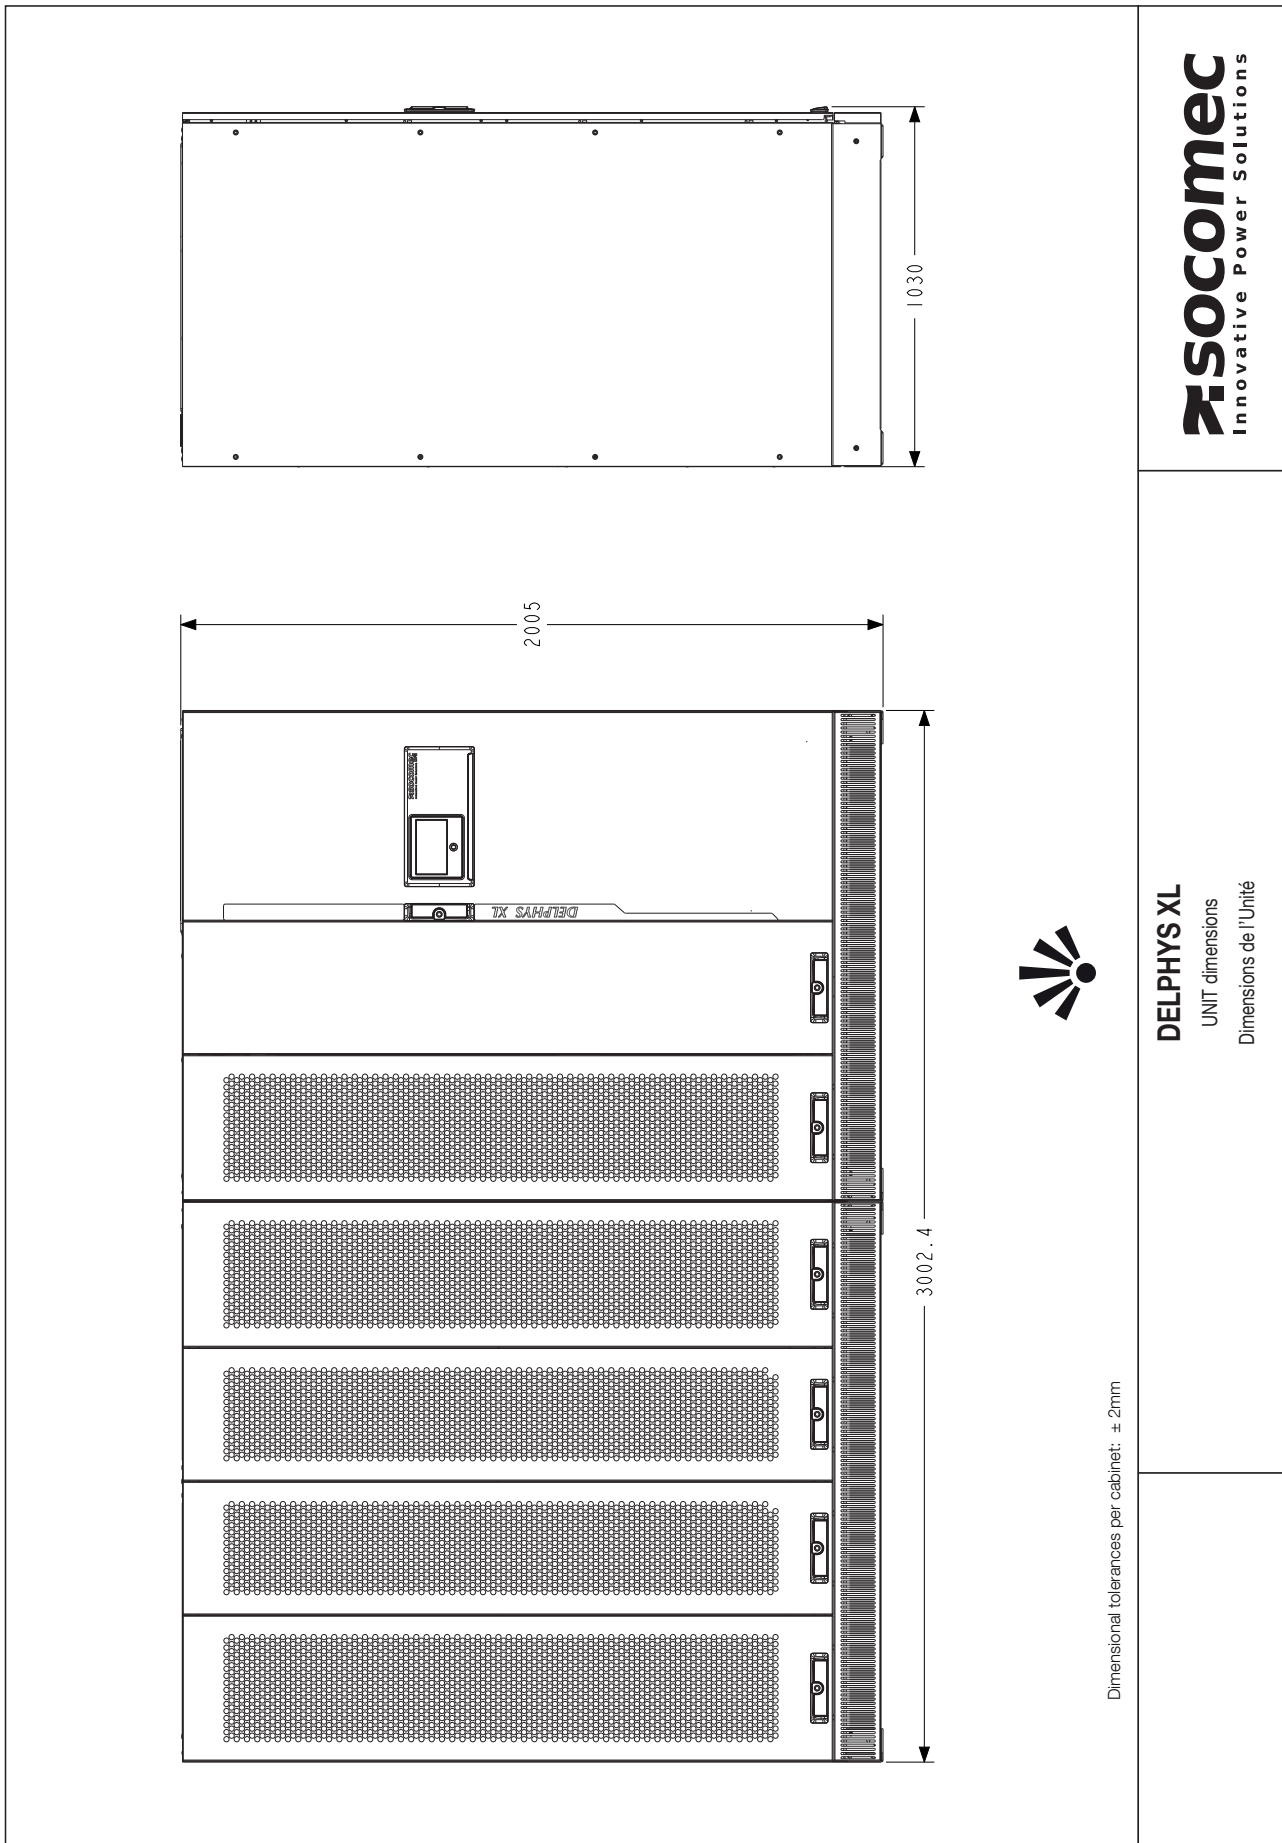 socomec
Innovative Power Solutions
1030
2005
socomec
DELPHYS XL
3002.4
Dimensional tolerances per cabinet: ± 2mm
DELPHYS XL
UNIT dimensions
Dimensions de l'Unité